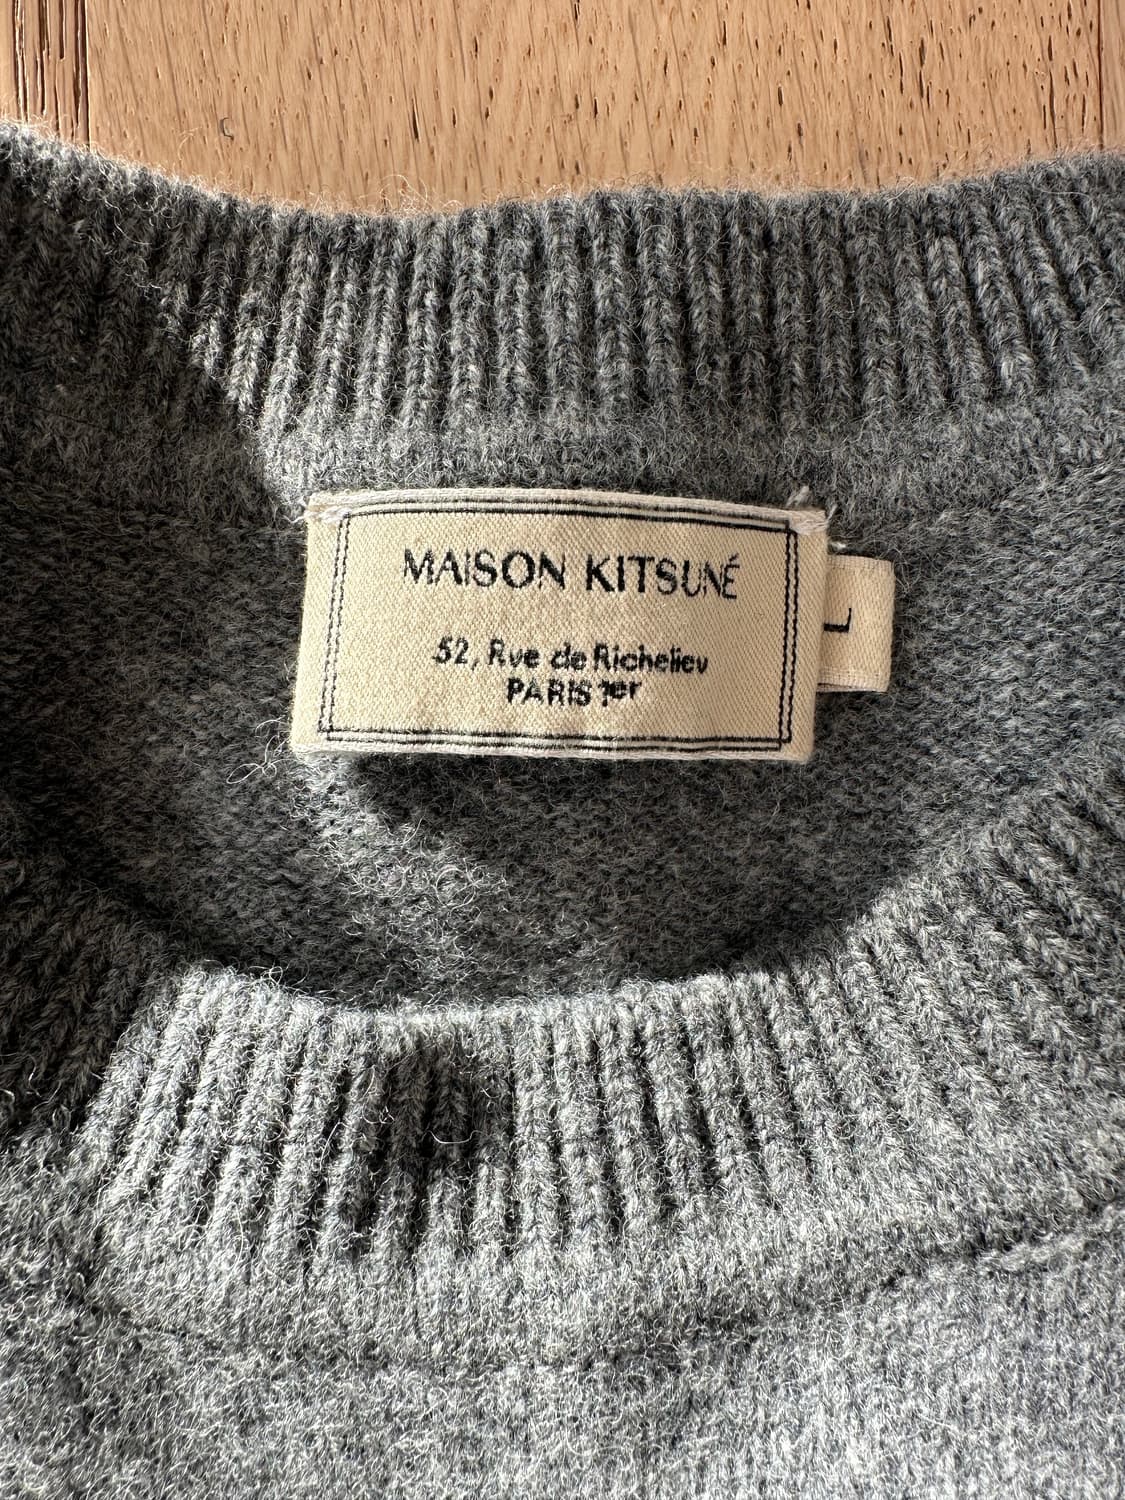 MAISON KITSUNÉ
52, Rue de Richelieu
PARIS 1er
L